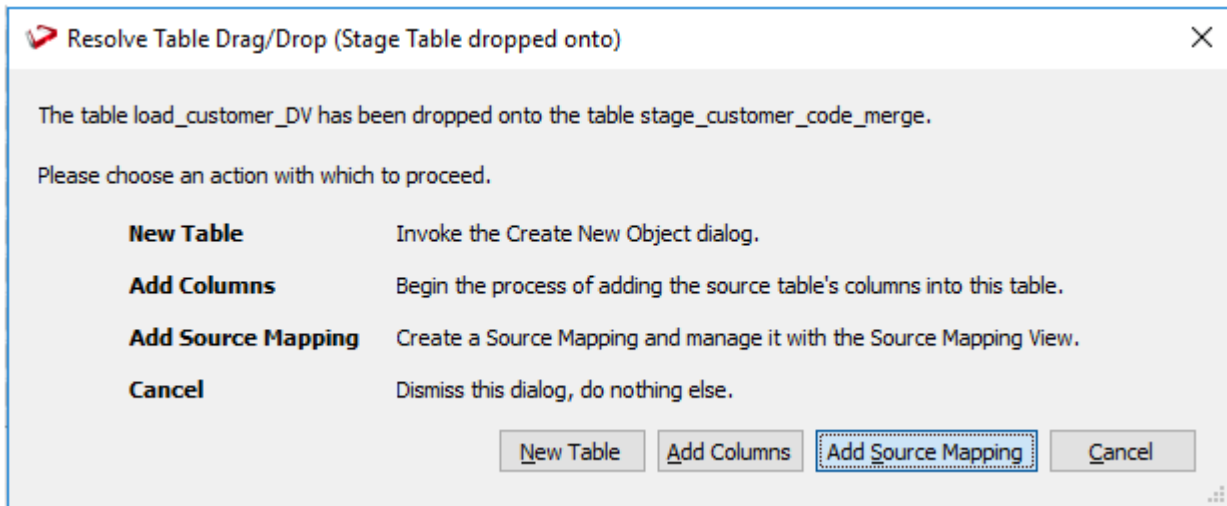 Resolve Table Drag/Drop (Stage Table dropped onto)
The table load_customer_DV has been dropped onto the table stage_customer_code_merge.
Please choose an action with which to proceed.
New Table Invoke the Create New Object dialog.
Add Columns Begin the process of adding the source table's columns into this table.
Add Source Mapping Create a Source Mapping and manage it with the Source Mapping View.
Cancel Dismiss this dialog, do nothing else.
New Table Add Columns Add Source Mapping Cancel